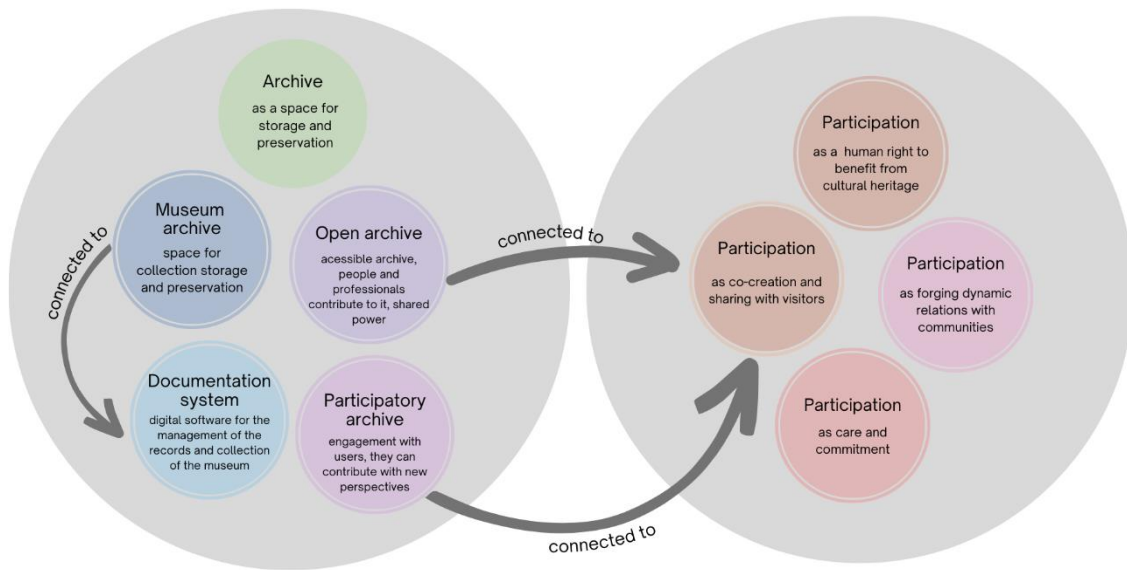 Archive
as a space for
storage and
preservation
Museum
archive
space for
collection storage
and preservation
connected to
Open archive
acessible archive,
people and
professionals
contribute to it, shared
power
Documentation
system
digital software for the
management of the
records and collection
of the museum
Participatory
archive
engagement with
users, they can
contribute with new
perspectives
connected to
connected to
Participation
as a human right to
benefit from
cultural heritage
Participation
as co-creation and
sharing with visitors
Participation
as forging dynamic
relations with
communities
Participation
as care and
commitment